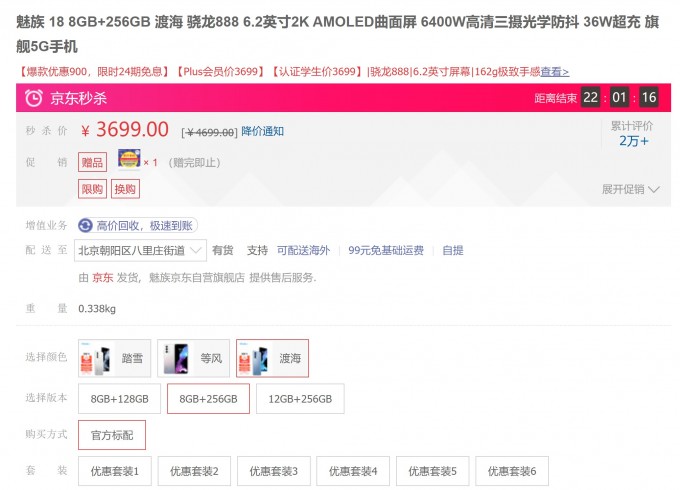 魅族 18 8GB+256GB 渡海 骁龙888 6.2英寸2K AMOLED曲面屏 6400W高清三摄光学防抖 36W超充 旗
舰5G手机
【爆款优惠900，限时24期免息】【Plus会员价3699】【认证学生价3699】|骁龙888|6.2英寸屏幕|162g极致手感查看>
京东秒杀 距离结束 22 : 01 : 16
秒杀价 ¥ 3699.00 [¥4699.00] 降价通知 累计评价
2万+
促销 赠品 × 1 （赠完即止）
限购 换购 展开促销
增值业务 高价回收，极速到账
配送至 北京朝阳区八里庄街道 有货 支持 可配送海外 99元免基础运费 自提
由 京东 发货，魅族京东自营旗舰店 提供售后服务.
重量 0.338kg
选择颜色 踏雪 等风 渡海
选择版本 8GB+128GB 8GB+256GB 12GB+256GB
购买方式 官方标配
套装 优惠套装1 优惠套装2 优惠套装3 优惠套装4 优惠套装5 优惠套装6